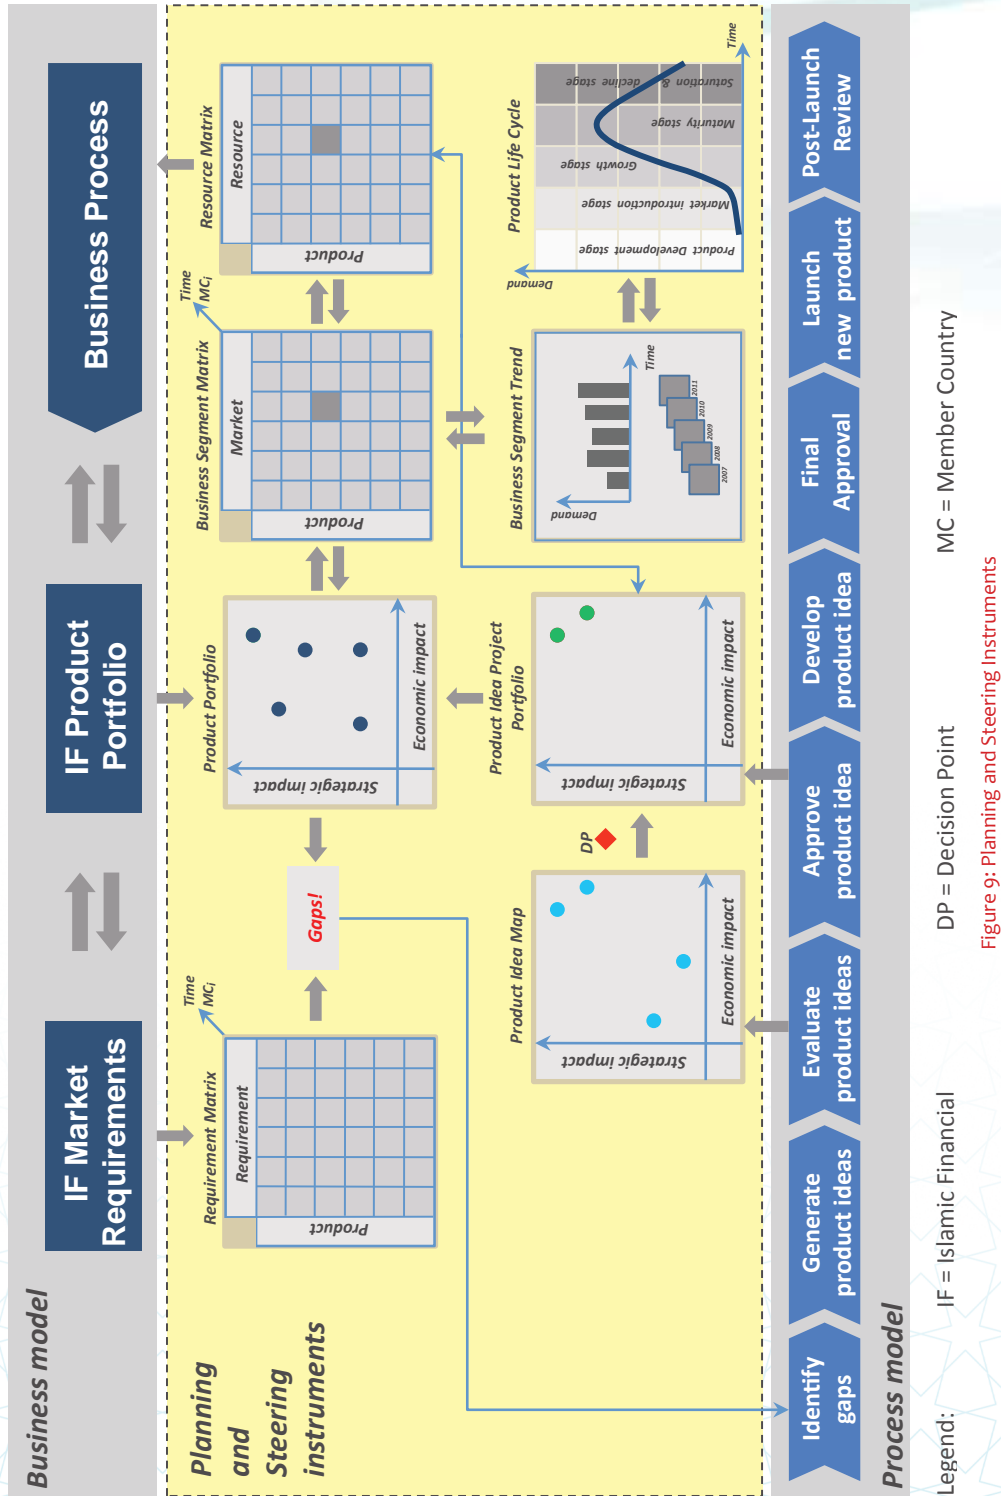 Business model
IF Market
Requirements
IF Product
Portfolio
Business Process
Planning
and
Steering
instruments
Requirement Matrix
Time
MCi
Requirement
Product
Gaps!
Product Portfolio
Strategic impact
Economic impact
Business Segment Matrix
Time
MCi
Market
Product
Resource Matrix
Resource
Product
Product Idea Map
Strategic impact
Economic impact
DP
Product Idea Project
Portfolio
Strategic impact
Economic impact
Business Segment Trend
Demand
Time
2007
2008
2009
2010
2011
Product Life Cycle
Demand
Product Development stage
Market introduction stage
Growth stage
Maturity stage
Saturation & decline stage
Time
Identify
gaps
Generate
product ideas
Evaluate
product ideas
Approve
product idea
Develop
product idea
Final
Approval
Launch
new product
Post-Launch
Review
Process model
Legend: IF = Islamic Financial DP = Decision Point MC = Member Country
Figure 9: Planning and Steering Instruments